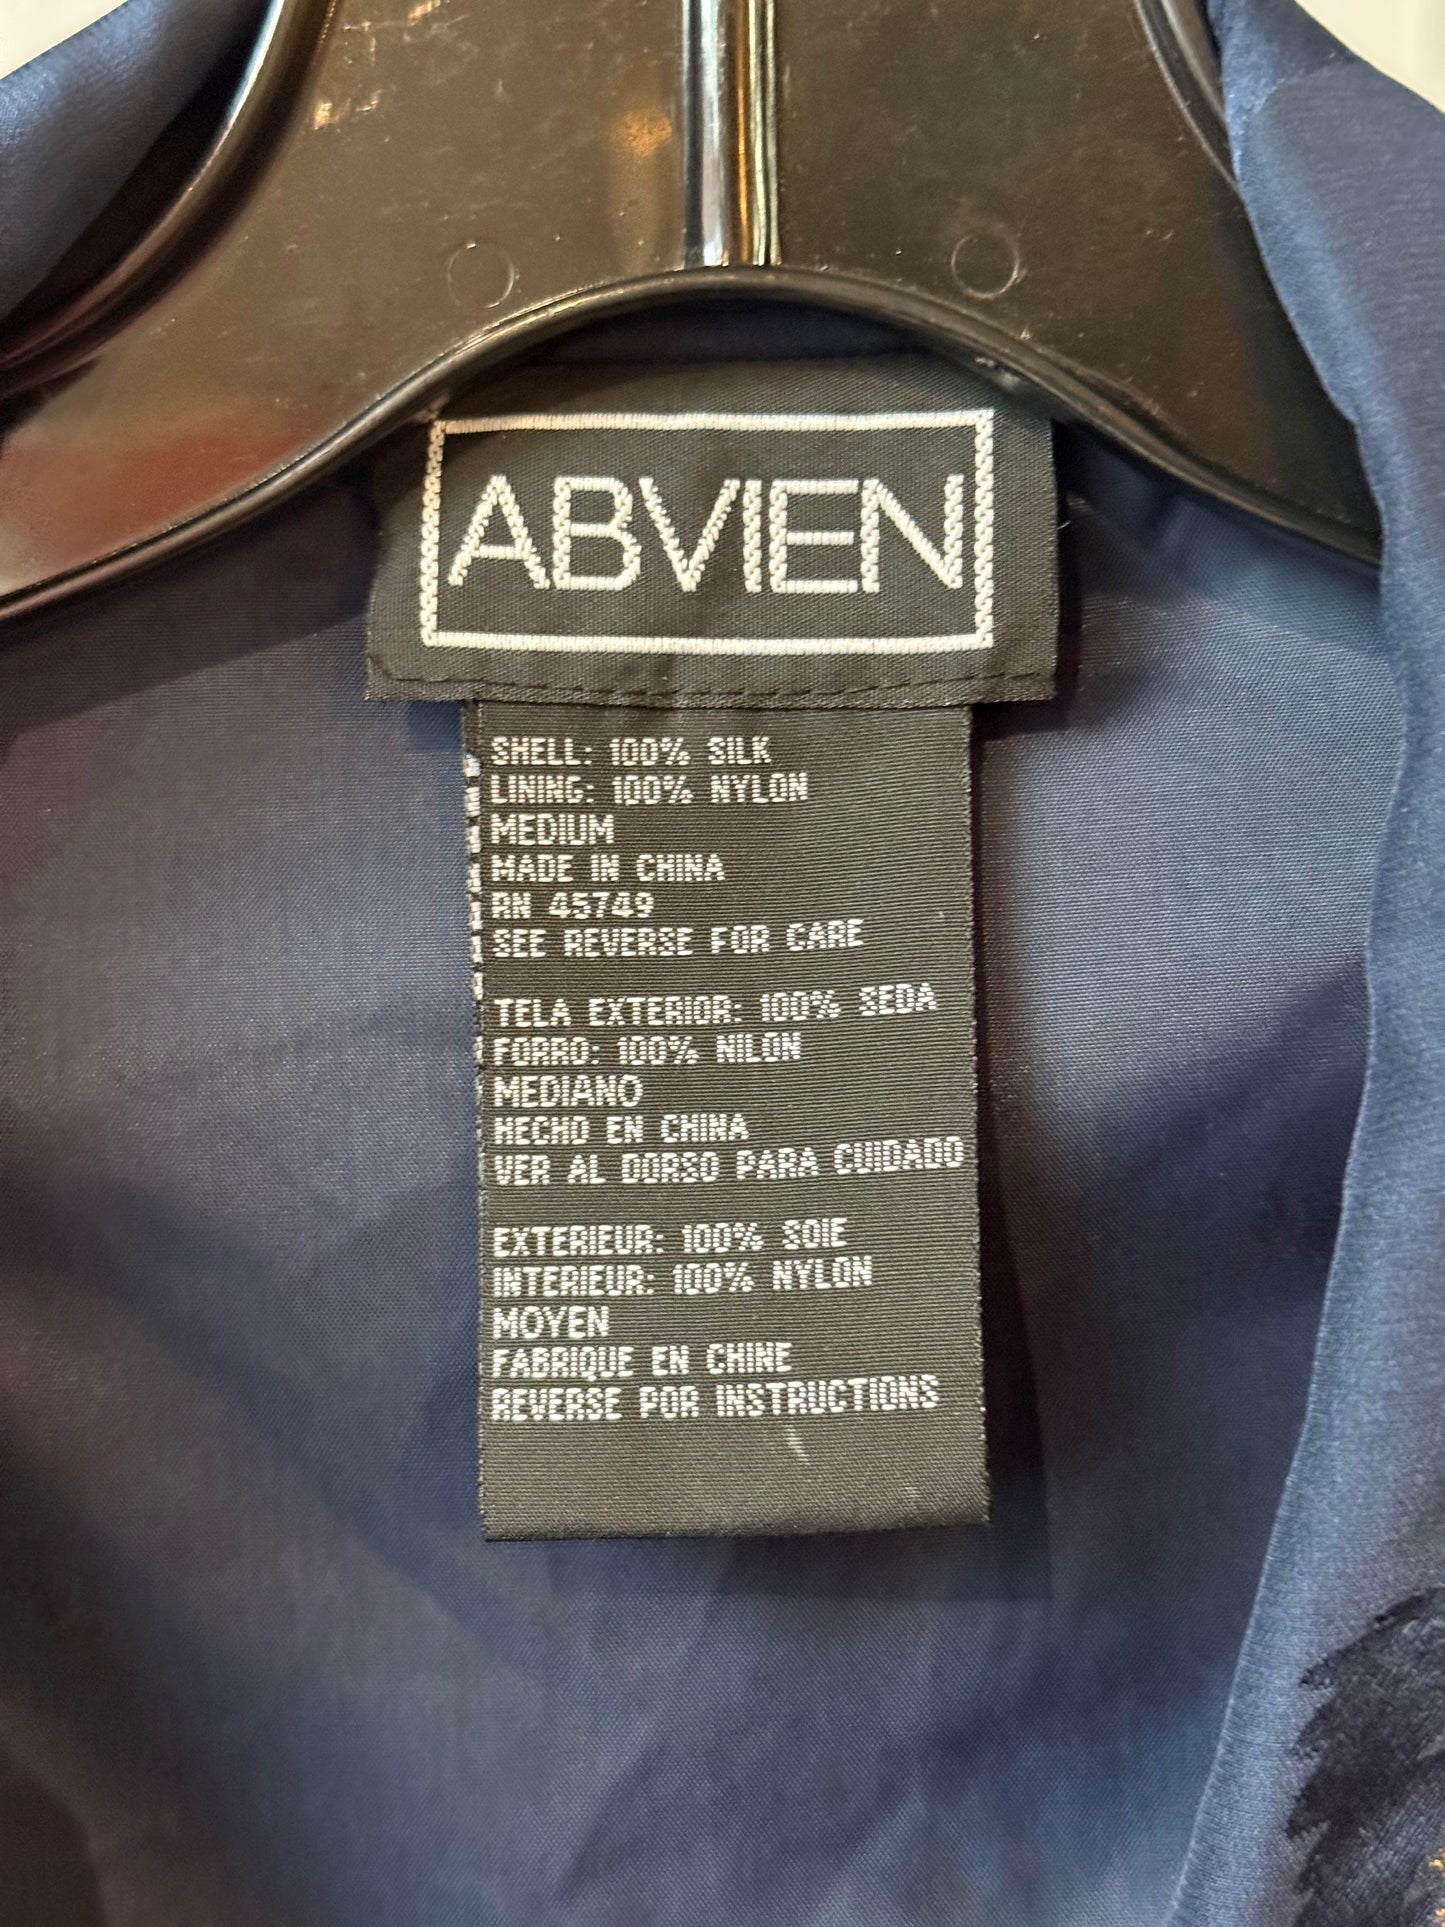 ABVIEN
SHELL: 100% SILK
LINING: 100% NYLON
MEDIUM
MADE IN CHINA
RN 45749
SEE REVERSE FOR CARE
TELA EXTERIOR: 100% SEDA
FORRO: 100% NILON
MEDIANO
HECHO EN CHINA
VER AL DORSO PARA CUIDADO
EXTERIEUR: 100% SOIE
INTERIEUR: 100% NYLON
MOYEN
FABRIQUE EN CHINE
REVERSE POR INSTRUCTIONS